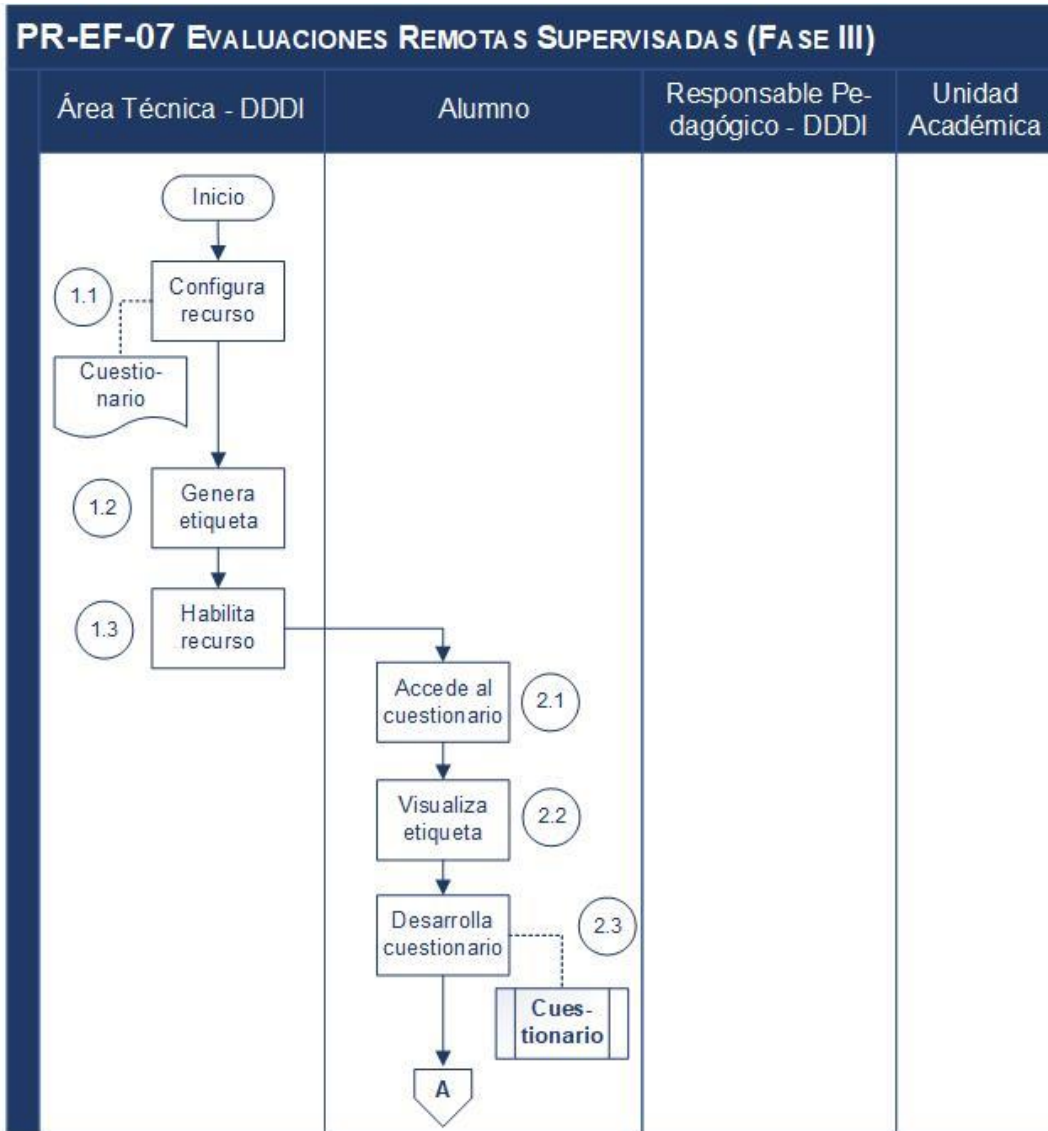 PR-EF-07 EVALUACIONES REMOTAS SUPERVISADAS (FASE III)
Área Técnica - DDDI
Alumno
Responsable Pe-
dagógico - DDDI
Unidad
Académica
Inicio
1.1
Configura
recurso
Cuestio-
nario
1.2
Genera
etiqueta
1.3
Habilita
recurso
Accede al
cuestionario
2.1
Visualiza
etiqueta
2.2
Desarrolla
cuestionario
2.3
Cues-
tionario
A